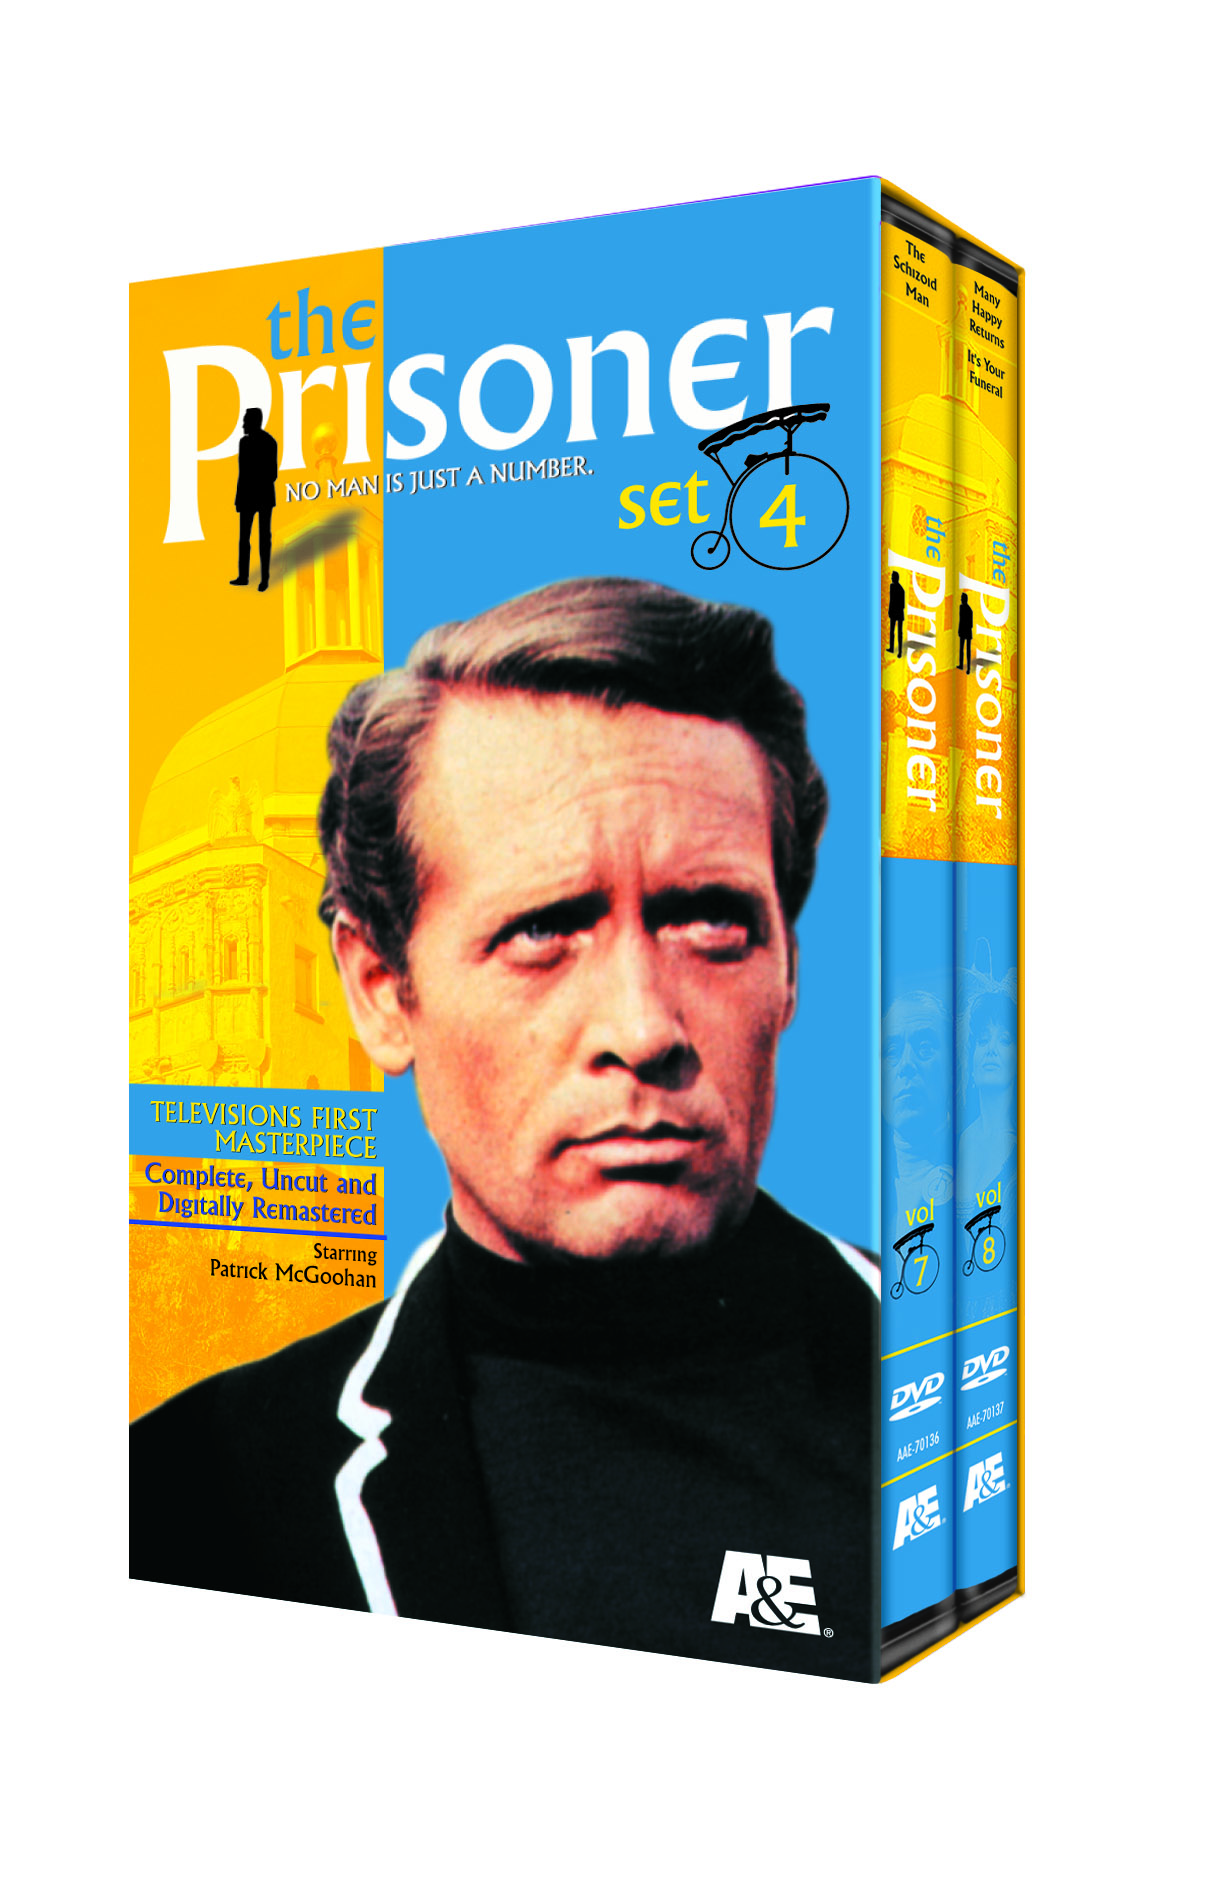 the
Prisoner
NO MAN IS JUST A NUMBER.
set 4
TELEVISIONS FIRST
MASTERPIECE
Complete, Uncut and
Digitally Remastered
Starring
Patrick McGoohan
A&E®
The
Schizoid
Man
the
Prisoner
vol
7
DVD
AAE-70136
A&E®
Many
Happy
Returns
It's Your
Funeral
the
Prisoner
vol
8
DVD
AAE-70137
A&E®